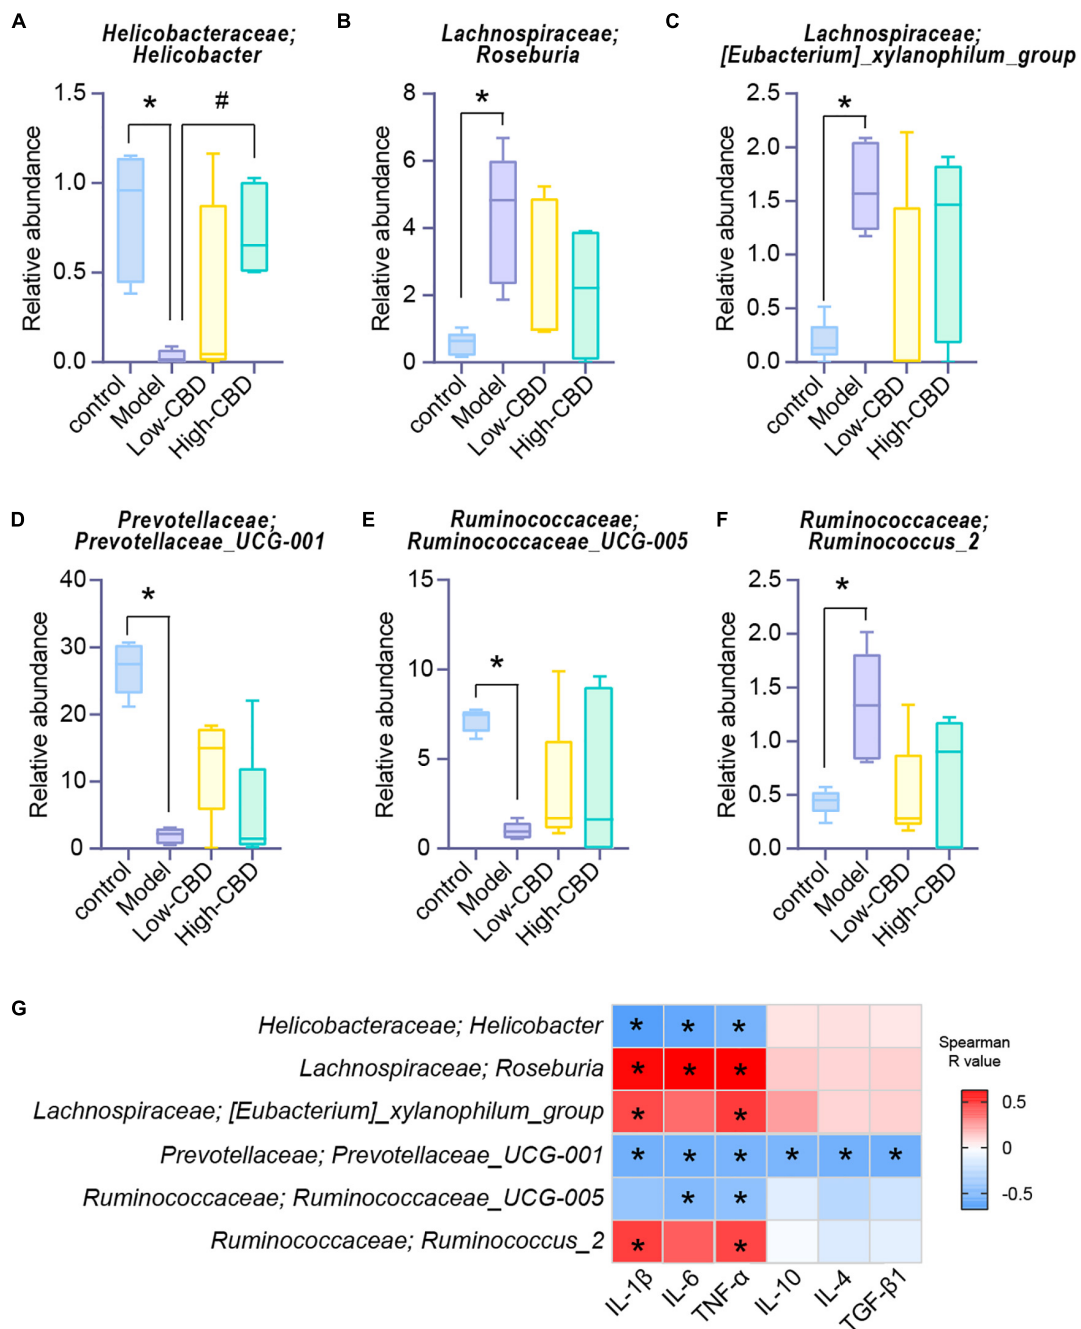 A
Helicobacteraceae;
Helicobacter
Relative abundance
1.5
1.0
0.5
0.0
*
#
control
Model
Low-CBD
High-CBD
B
Lachnospiraceae;
Roseburia
Relative abundance
8
6
4
2
0
*
control
Model
Low-CBD
High-CBD
C
Lachnospiraceae;
[Eubacterium]_xylanophilum_group
Relative abundance
2.5
2.0
1.5
1.0
0.5
0.0
*
control
Model
Low-CBD
High-CBD
D
Prevotellaceae;
Prevotellaceae_UCG-001
Relative abundance
40
30
20
10
0
*
control
Model
Low-CBD
High-CBD
E
Ruminococcaceae;
Ruminococcaceae_UCG-005
Relative abundance
15
10
5
0
*
control
Model
Low-CBD
High-CBD
F
Ruminococcaceae;
Ruminococcus_2
Relative abundance
2.5
2.0
1.5
1.0
0.5
0.0
*
control
Model
Low-CBD
High-CBD
G
Helicobacteraceae; Helicobacter * * *
Lachnospiraceae; Roseburia * * *
Lachnospiraceae; [Eubacterium]_xylanophilum_group * *
Prevotellaceae; Prevotellaceae_UCG-001 * * * * * *
Ruminococcaceae; Ruminococcaceae_UCG-005 * *
Ruminococcaceae; Ruminococcus_2 * *
IL-1β
IL-6
TNF-α
IL-10
IL-4
TGF-β1
Spearman
R value
0.5
0
-0.5